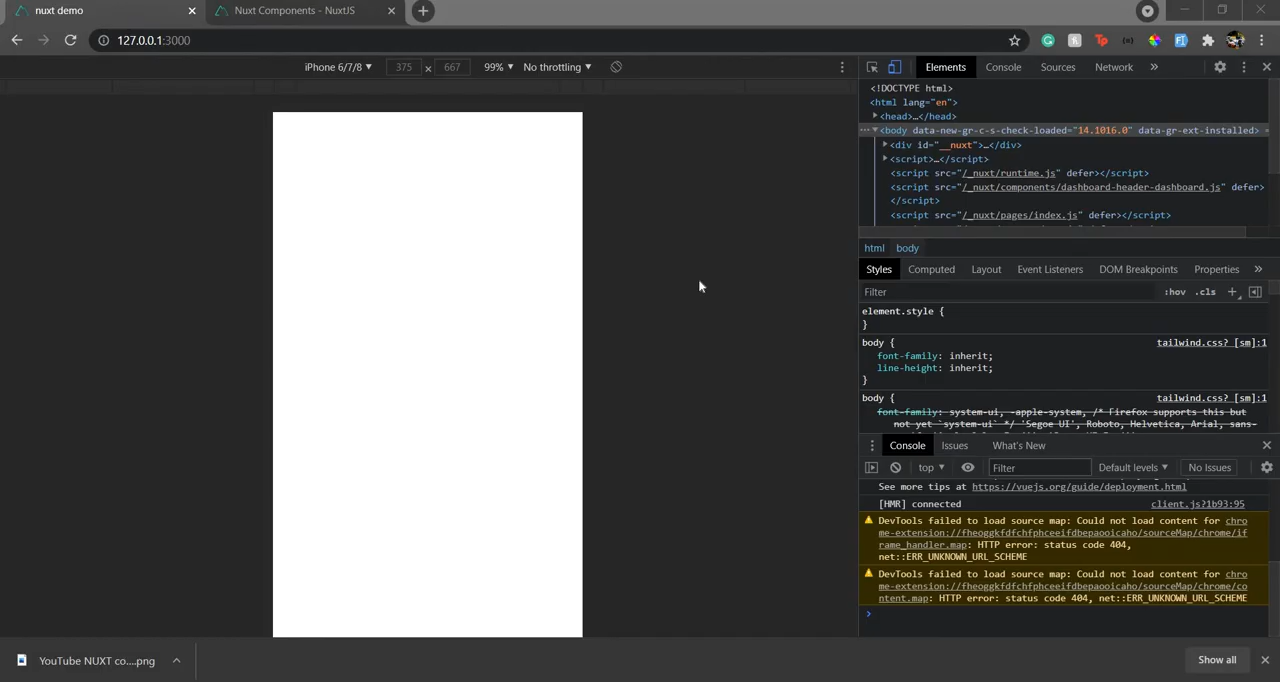 nuxt demo
Nuxt Components - NuxtJS
127.0.0.1:3000
iPhone 6/7/8 375 x 667 99% No throttling
Elements Console Sources Network
<!DOCTYPE html>
<html lang="en">
<head>…</head>
<body data-new-gr-c-s-check-loaded="14.1016.0" data-gr-ext-installed> =
<div id="__nuxt">…</div>
<script>…</script>
<script src="/_nuxt/runtime.js" defer></script>
<script src="/_nuxt/components/dashboard-header-dashboard.js" defer>
</script>
<script src="/_nuxt/pages/index.js" defer></script>
html body
Styles Computed Layout Event Listeners DOM Breakpoints Properties
Filter :hov .cls
element.style {
}
body { tailwind.css? [sm]:1
font-family: inherit;
line-height: inherit;
}
body { tailwind.css? [sm]:1
font-family: system-ui, -apple-system, /* Firefox supports this but
not yet `system-ui` */ 'Segoe UI', Roboto, Helvetica, Arial, sans-
Console Issues What's New
top Filter Default levels No Issues
See more tips at https://vuejs.org/guide/deployment.html
[HMR] connected client.js?1b93:95
DevTools failed to load source map: Could not load content for chro
me-extension://fheoggkfdfchfphceeifdbepaooicaho/sourceMap/chrome/if
rame_handler.map: HTTP error: status code 404,
net::ERR_UNKNOWN_URL_SCHEME
DevTools failed to load source map: Could not load content for chro
me-extension://fheoggkfdfchfphceeifdbepaooicaho/sourceMap/chrome/co
ntent.map: HTTP error: status code 404, net::ERR_UNKNOWN_URL_SCHEME
YouTube NUXT co....png
Show all